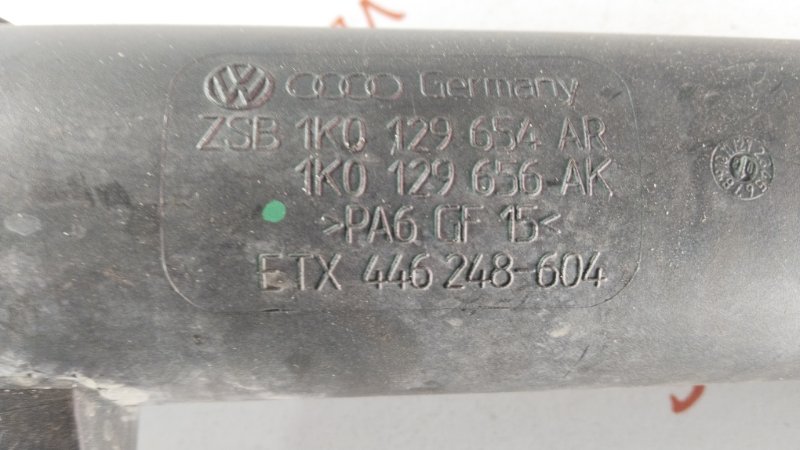 Germany
ZSB 1K0 129 654 AR
1K0 129 656 AK
>PA6 GF 15<
ETX 446 248-604